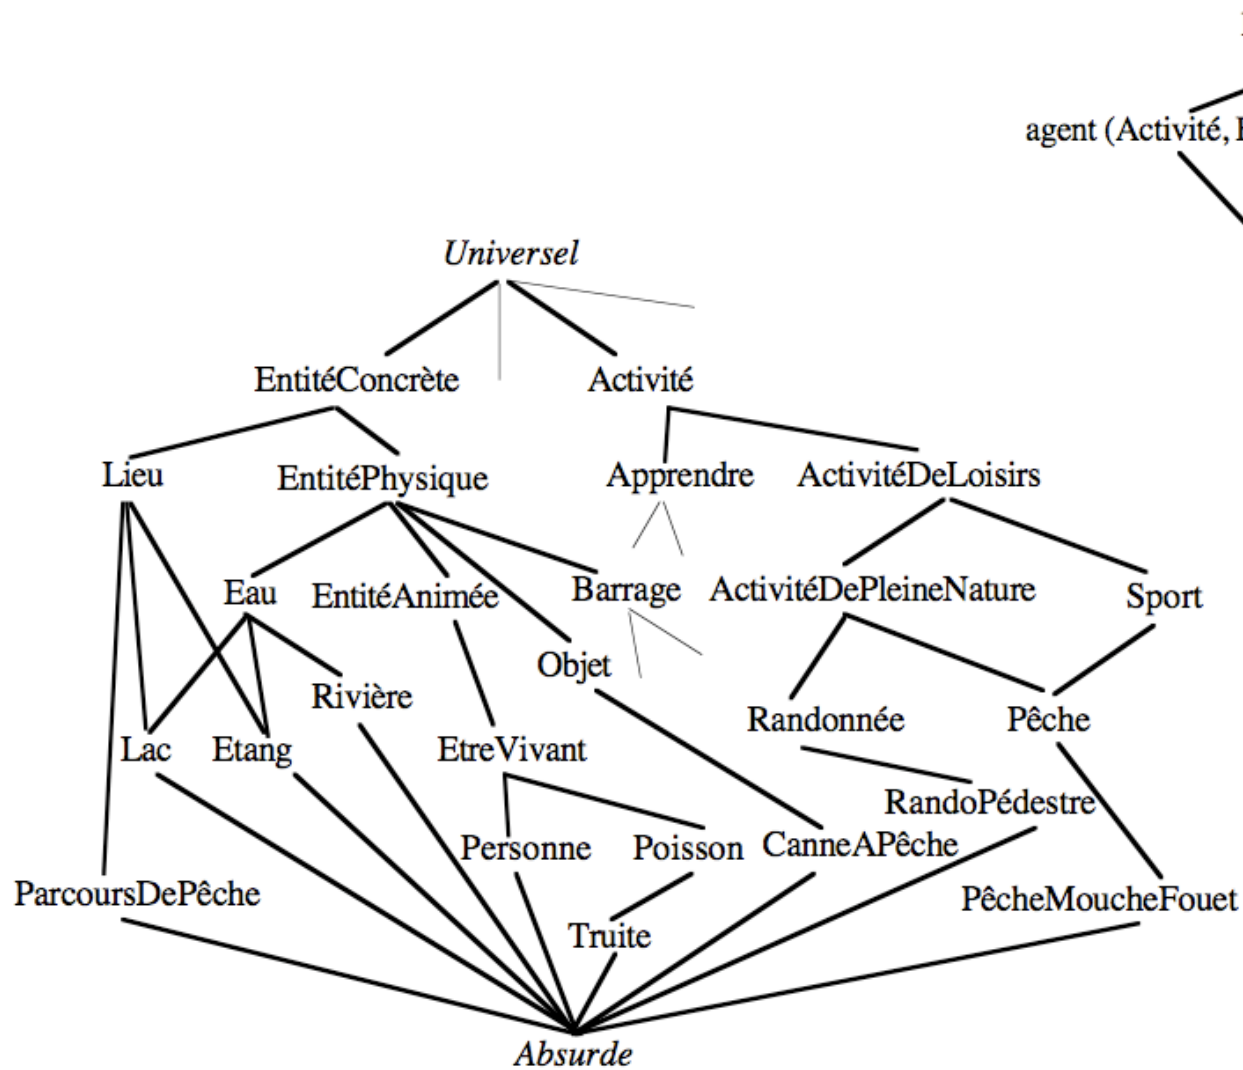 agent (Activité,
Universel
EntitéConcrète Activité
Lieu EntitéPhysique Apprendre ActivitéDeLoisirs
Eau EntitéAnimée Barrage ActivitéDePleineNature Sport
Objet
Rivière
Randonnée Pêche
Lac Etang EtreVivant
RandoPédestre
Personne Poisson CanneAPêche
ParcoursDePêche PêcheMoucheFouet
Truite
Absurde